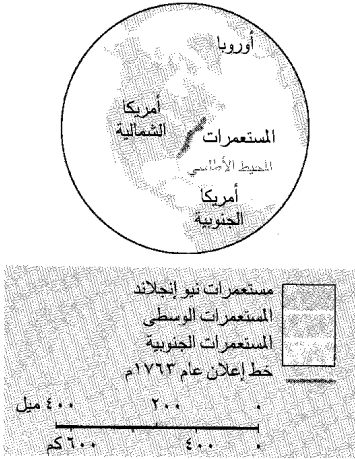 أوروبا
أمريكا
الشمالية
المستعمرات
المحيط الأطلسي
أمريكا
الجنوبية
مستعمرات نيو إنجلاند
المستعمرات الوسطى
المستعمرات الجنوبية
خط إعلان عام ١٧٦٣م
٠ ٢٠٠ ٤٠٠ ميل
٠ ٤٠٠ ٦٠٠ كم